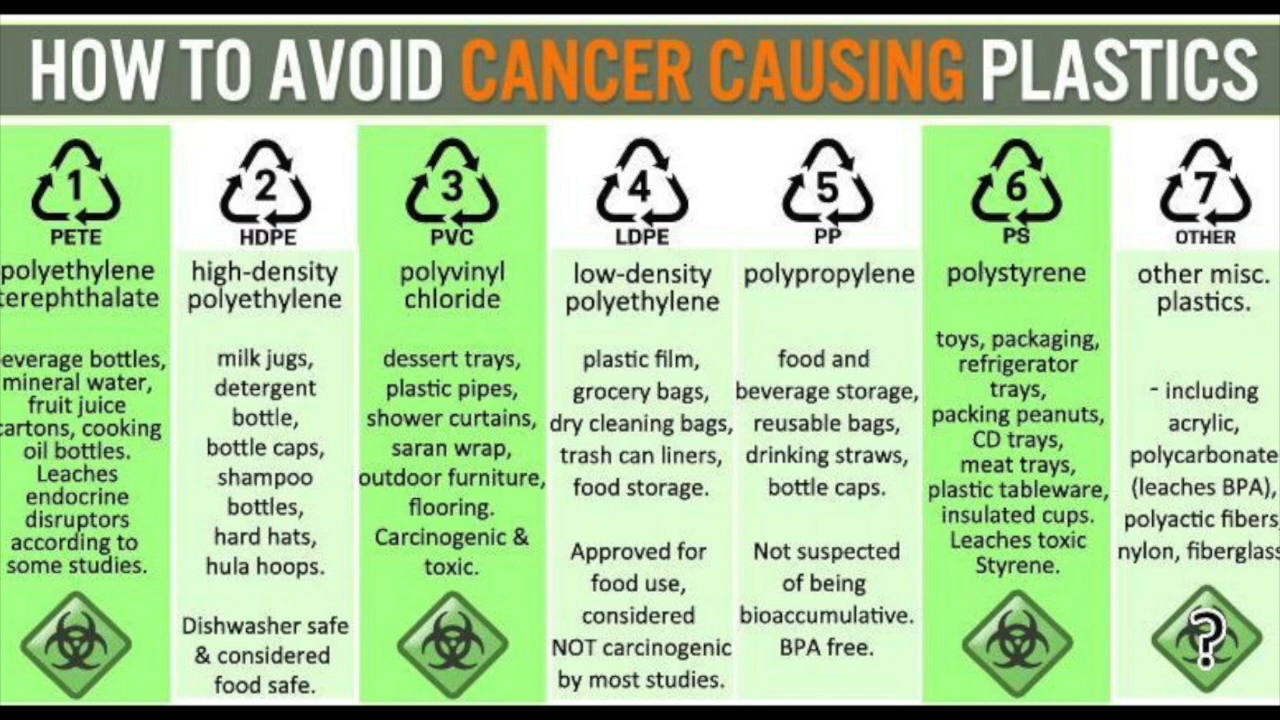 HOW TO AVOID CANCER CAUSING PLASTICS
1
PETE
polyethylene
terephthalate
everage bottles,
mineral water,
fruit juice
cartons, cooking
oil bottles.
Leaches
endocrine
disruptors
according to
some studies.
2
HDPE
high-density
polyethylene
milk jugs,
detergent
bottle,
bottle caps,
shampoo
bottles,
hard hats,
hula hoops.
Dishwasher safe
& considered
food safe.
3
PVC
polyvinyl
chloride
dessert trays,
plastic pipes,
shower curtains,
saran wrap,
outdoor furniture,
flooring.
Carcinogenic &
toxic.
4
LDPE
low-density
polyethylene
plastic film,
grocery bags,
dry cleaning bags,
trash can liners,
food storage.
Approved for
food use,
considered
NOT carcinogenic
by most studies.
5
PP
polypropylene
food and
beverage storage,
reusable bags,
drinking straws,
bottle caps.
Not suspected
of being
bioaccumulative.
BPA free.
6
PS
polystyrene
toys, packaging,
refrigerator
trays,
packing peanuts,
CD trays,
meat trays,
plastic tableware,
insulated cups.
Leaches toxic
Styrene.
7
OTHER
other misc.
plastics.
- including
acrylic,
polycarbonate
(leaches BPA),
polyactic fibers
nylon, fiberglass
?